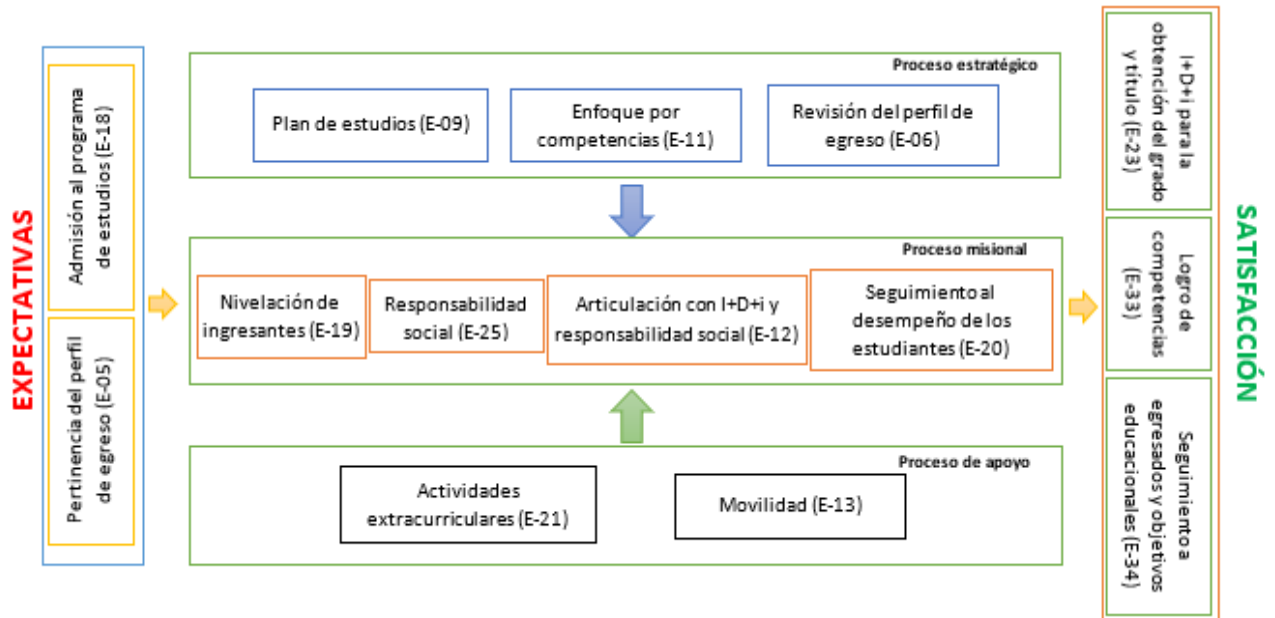 EXPECTATIVAS
Admisión al programa
de estudios (E-18)
Pertinencia del perfil
de egreso (E-05)
Proceso estratégico
Plan de estudios (E-09)
Enfoque por
competencias (E-11)
Revisión del perfil de
egreso (E-06)
Proceso misional
Nivelación de
ingresantes (E-19)
Responsabilidad
social (E-25)
Articulación con I+D+i y
responsabilidad social (E-12)
Seguimiento al
desempeño de los
estudiantes (E-20)
Proceso de apoyo
Actividades
extracurriculares (E-21)
Movilidad (E-13)
I+D+i para la
obtención del grado
y título (E-23)
Logro de
competencias
(E-33)
Seguimiento a
egresados y objetivos
educacionales (E-34)
SATISFACCIÓN